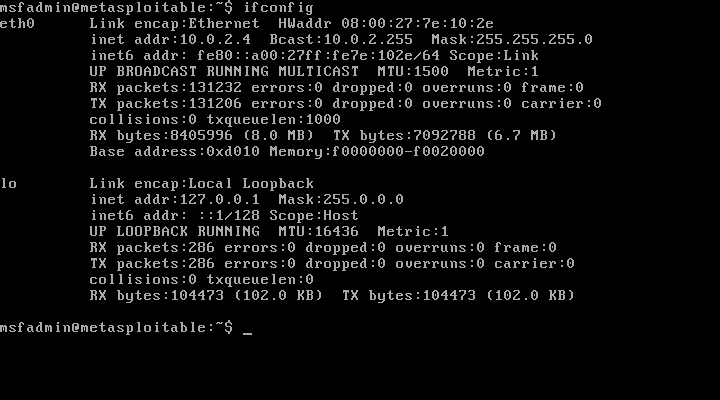 msfadmin@metasploitable:~$ ifconfig
eth0      Link encap:Ethernet  HWaddr 08:00:27:7e:10:2e
          inet addr:10.0.2.4  Bcast:10.0.2.255  Mask:255.255.255.0
          inet6 addr: fe80::a00:27ff:fe7e:102e/64 Scope:Link
          UP BROADCAST RUNNING MULTICAST  MTU:1500  Metric:1
          RX packets:131232 errors:0 dropped:0 overruns:0 frame:0
          TX packets:131206 errors:0 dropped:0 overruns:0 carrier:0
          collisions:0 txqueuelen:1000
          RX bytes:8405996 (8.0 MB)  TX bytes:7092788 (6.7 MB)
          Base address:0xd010 Memory:f0000000-f0020000
lo        Link encap:Local Loopback
          inet addr:127.0.0.1  Mask:255.0.0.0
          inet6 addr: ::1/128 Scope:Host
          UP LOOPBACK RUNNING  MTU:16436  Metric:1
          RX packets:286 errors:0 dropped:0 overruns:0 frame:0
          TX packets:286 errors:0 dropped:0 overruns:0 carrier:0
          collisions:0 txqueuelen:0
          RX bytes:104473 (102.0 KB)  TX bytes:104473 (102.0 KB)
msfadmin@metasploitable:~$ _